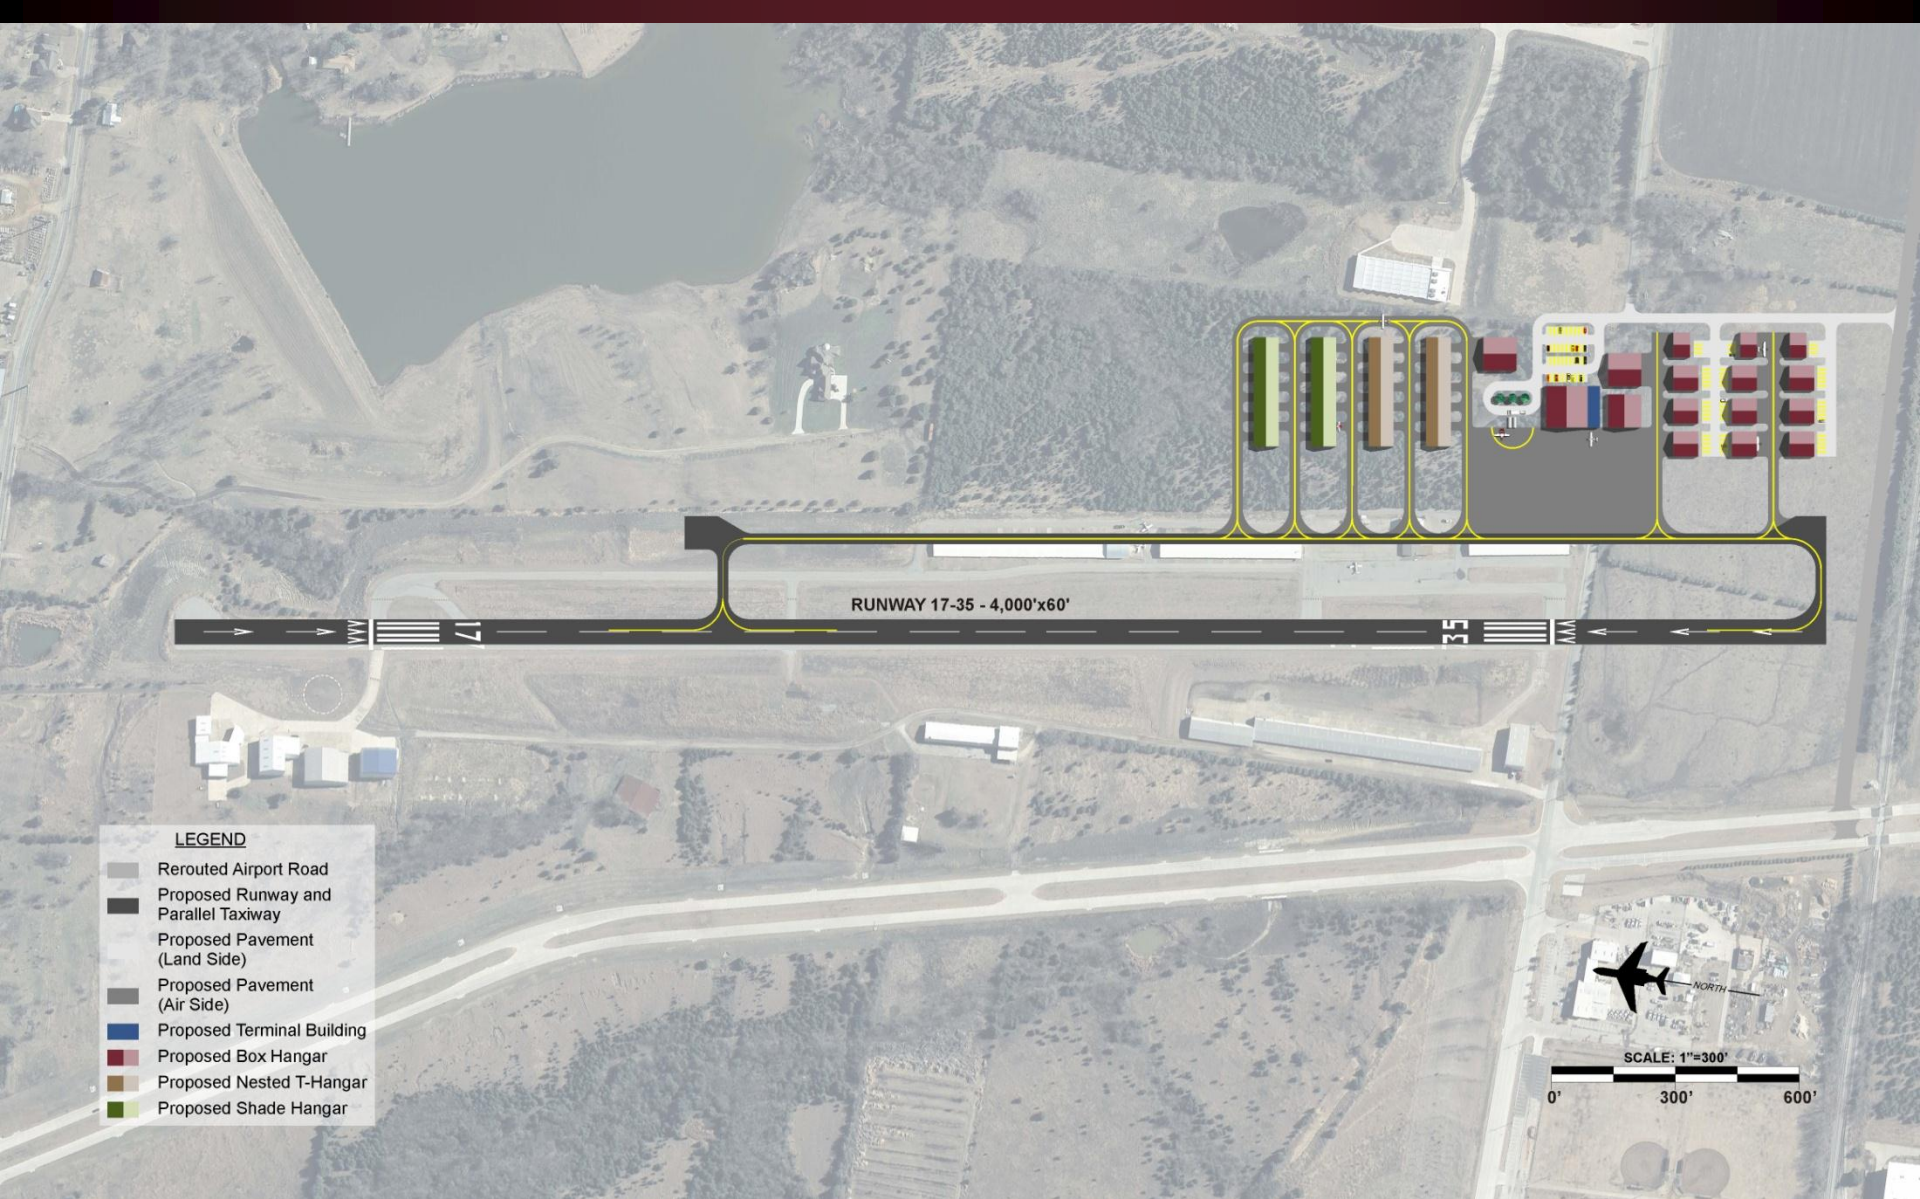 RUNWAY 17-35 - 4,000'x60'
17
35
LEGEND
Rerouted Airport Road
Proposed Runway and
Parallel Taxiway
Proposed Pavement
(Land Side)
Proposed Pavement
(Air Side)
Proposed Terminal Building
Proposed Box Hangar
Proposed Nested T-Hangar
Proposed Shade Hangar
NORTH
SCALE: 1"=300'
0'
300'
600'